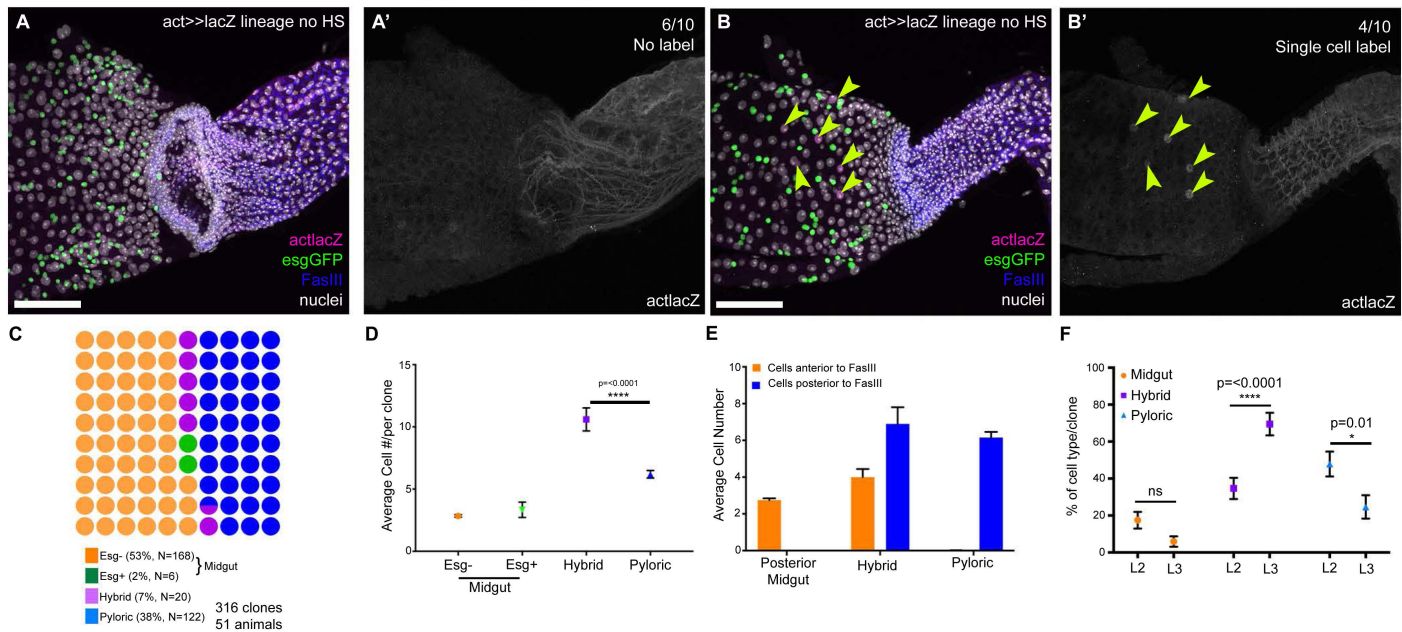 A
act>>lacZ lineage no HS
actlacZ
esgGFP
FasIII
nuclei
A’
6/10
No label
actlacZ
B
act>>lacZ lineage no HS
actlacZ
esgGFP
FasIII
nuclei
B’
4/10
Single cell label
actlacZ
C
Esg- (53%, N=168)
Esg+ (2%, N=6)
Midgut
Hybrid (7%, N=20)
Pyloric (38%, N=122)
316 clones
51 animals
D
Average Cell #/per clone
15
10
5
0
p=<0.0001
****
Esg-
Esg+
Hybrid
Pyloric
Midgut
E
Average Cell Number
10
8
6
4
2
0
Cells anterior to FasIII
Cells posterior to FasIII
Posterior
Midgut
Hybrid
Pyloric
F
% of cell type/clone
100
80
60
40
20
0
Midgut
Hybrid
Pyloric
ns
p=<0.0001
****
p=0.01
*
L2
L3
L2
L3
L2
L3